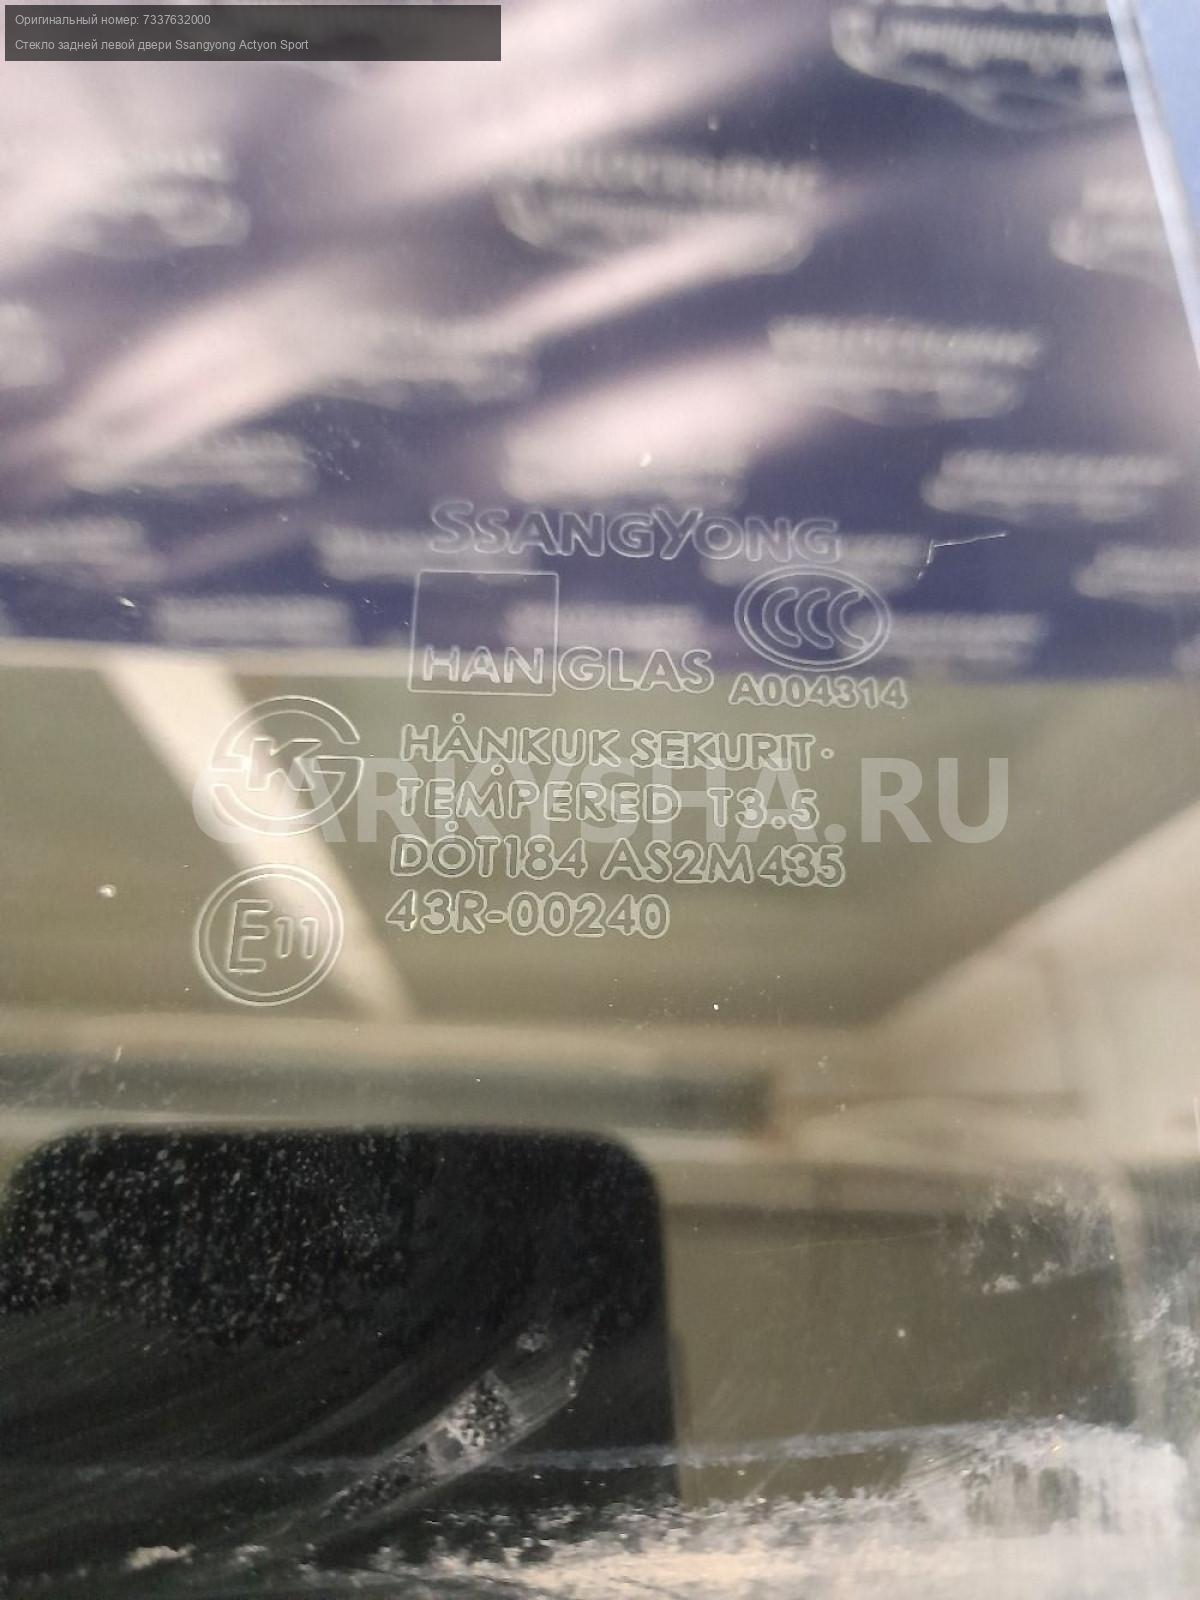 Оригинальный номер: 7337632000
Стекло задней левой двери Ssangyong Actyon Sport
SSANGYONG
CCC
HANGLAS
A004314
K
HANKUK SEKURIT
TEMPERED T3.5
DOT184 AS2M435
43R-00240
E11
CARKYSHA.RU